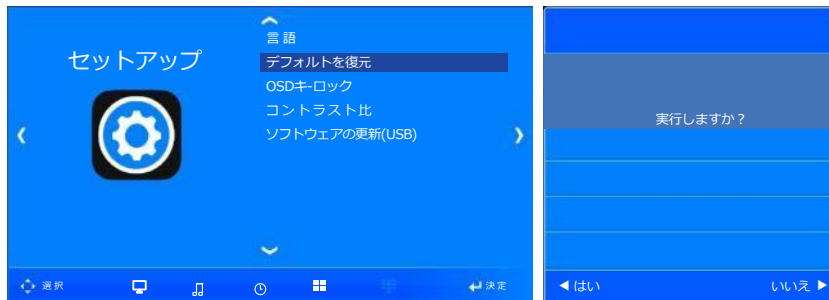 セットアップ
言語
デフォルトを復元
OSDキーロック
コントラスト比
ソフトウェアの更新(USB)
選択
決定
実行しますか？
はい
いいえ